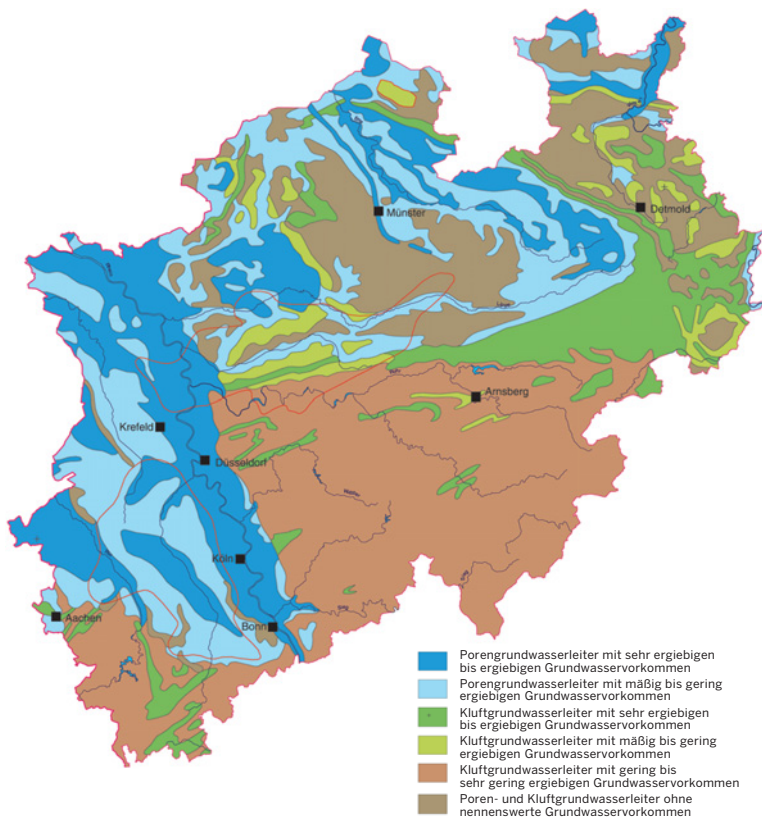 Münster
Detmold
Arnsberg
Krefeld
Düsseldorf
Köln
Aachen
Bonn
Porengrundwasserleiter mit sehr ergiebigen
bis ergiebigen Grundwasservorkommen
Porengrundwasserleiter mit mäßig bis gering
ergiebigen Grundwasservorkommen
Kluftgrundwasserleiter mit sehr ergiebigen
bis ergiebigen Grundwasservorkommen
Kluftgrundwasserleiter mit mäßig bis gering
ergiebigen Grundwasservorkommen
Kluftgrundwasserleiter mit gering bis
sehr gering ergiebigen Grundwasservorkommen
Poren- und Kluftgrundwasserleiter ohne
nennenswerte Grundwasservorkommen